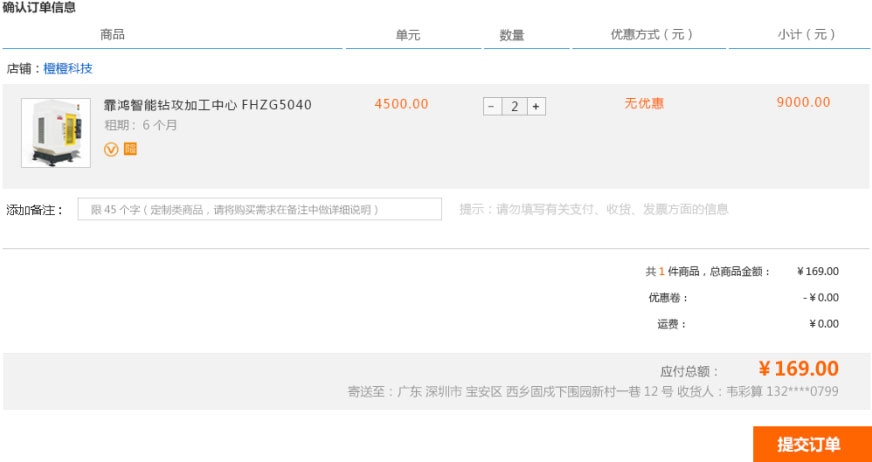 确认订单信息
商品 单元 数量 优惠方式（元） 小计（元）
店铺：橙橙科技
霏鸿智能钻攻加工中心 FHZG5040 4500.00 - 2 + 无优惠 9000.00
租期：6 个月
添加备注： 限 45 个字（定制类商品，请将购买需求在备注中做详细说明） 提示：请勿填写有关支付、收货、发票方面的信息
共 1 件商品，总商品金额： ￥169.00
优惠卷： -￥0.00
运费： ￥0.00
应付总额： ￥169.00
寄送至：广东 深圳市 宝安区 西乡固戍下围园新村一巷 12 号 收货人：韦彩算 132****0799
提交订单